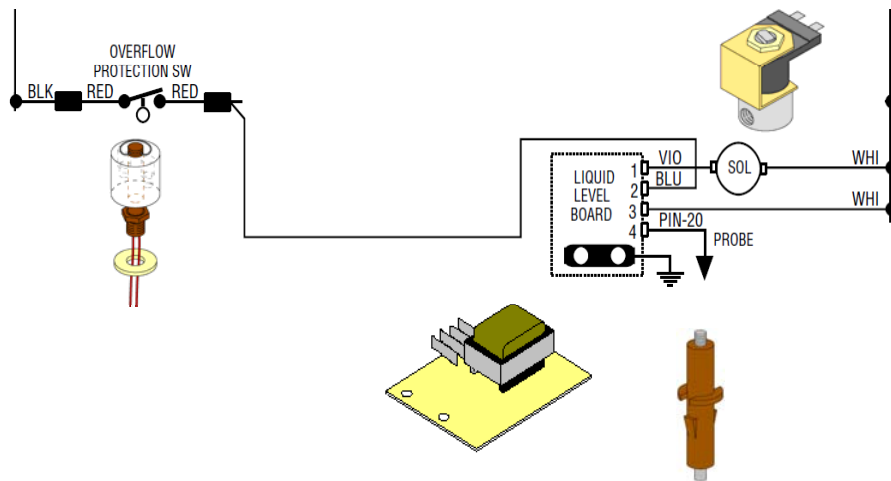 OVERFLOW
PROTECTION SW
BLK
RED
RED
LIQUID
LEVEL
BOARD
1
2
3
4
VIO
BLU
PIN-20
SOL
WHI
WHI
PROBE